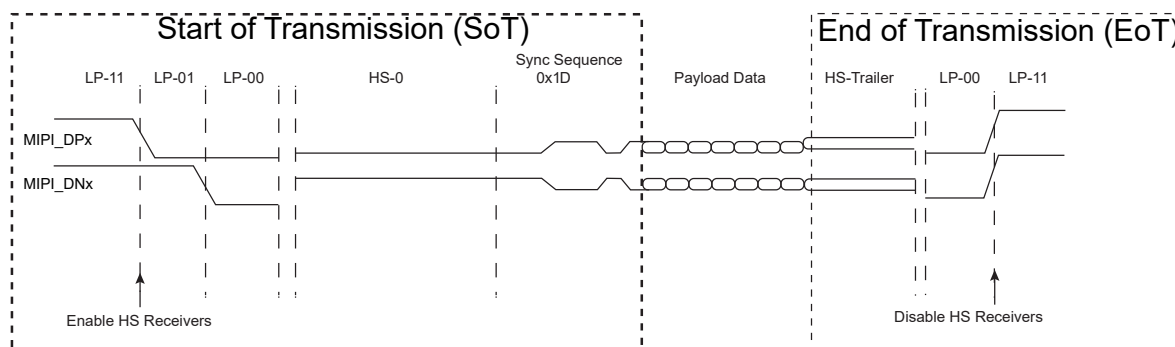 Start of Transmission (SoT)
End of Transmission (EoT)
LP-11
LP-01
LP-00
HS-0
Sync Sequence
0x1D
Payload Data
HS-Trailer
LP-00
LP-11
MIPI_DPx
MIPI_DNx
Enable HS Receivers
Disable HS Receivers